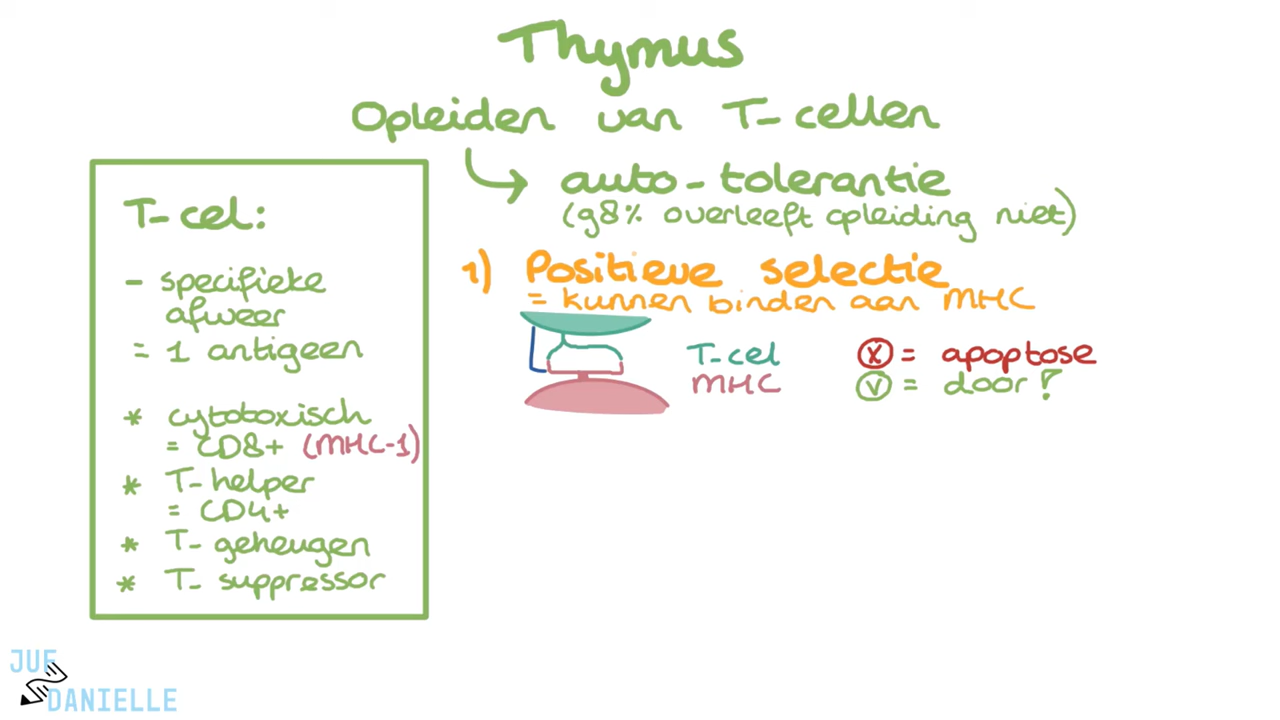 Thymus
Opleiden van T-cellen
auto-tolerantie
(98% overleeft opleiding niet)
T-cel:
- specifieke
afweer
= 1 antigeen
* cytotoxisch
= CD8+ (MHC-1)
* T-helper
= CD4+
* T-geheugen
* T-suppressor
1) Positieve selectie
= kunnen binden aan MHC
T-cel
MHC
X = apoptose
V = door!
JUF
DANIELLE